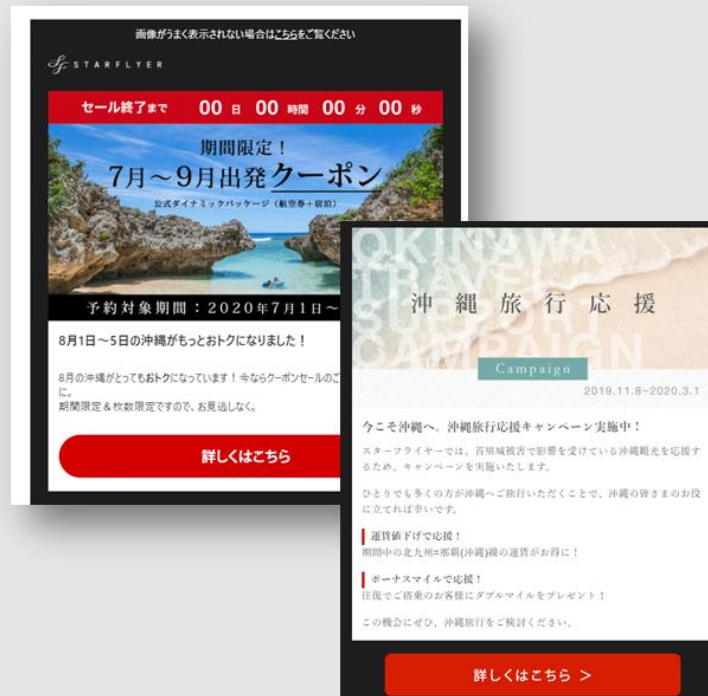 画像がうまく表示されない場合はこちらをご覧ください
STARFLYER
セール終了まで 00 日 00 時間 00 分 00 秒
期間限定！
7月～9月出発クーポン
公式ダイナミックパッケージ（航空券＋宿泊）
予約対象期間：2020年7月1日～
8月1日～5日の沖縄がもっとおトクになりました！
8月の沖縄がとってもおトクになっています！今ならクーポンセールのご
に。
期間限定＆枚数限定ですので、お見逃しなく。
詳しくはこちら
OKINAWA
TRAVEL
SUPPORT
CAMPAIGN
沖縄旅行応援
Campaign
2019.11.8-2020.3.1
今こそ沖縄へ。沖縄旅行応援キャンペーン実施中！
スターフライヤーでは、首里城被害で影響を受けている沖縄観光を応援す
るため、キャンペーンを実施いたします。
ひとりでも多くの方が沖縄へご旅行いただくことで、沖縄の皆さまのお役
に立てれば幸いです。
運賃値下げで応援！
期間中の北九州=那覇(沖縄)線の運賃がお得に！
ボーナスマイルで応援！
往復でご搭乗のお客様にダブルマイルをプレゼント！
この機会にぜひ、沖縄旅行をご検討ください。
詳しくはこちら ＞